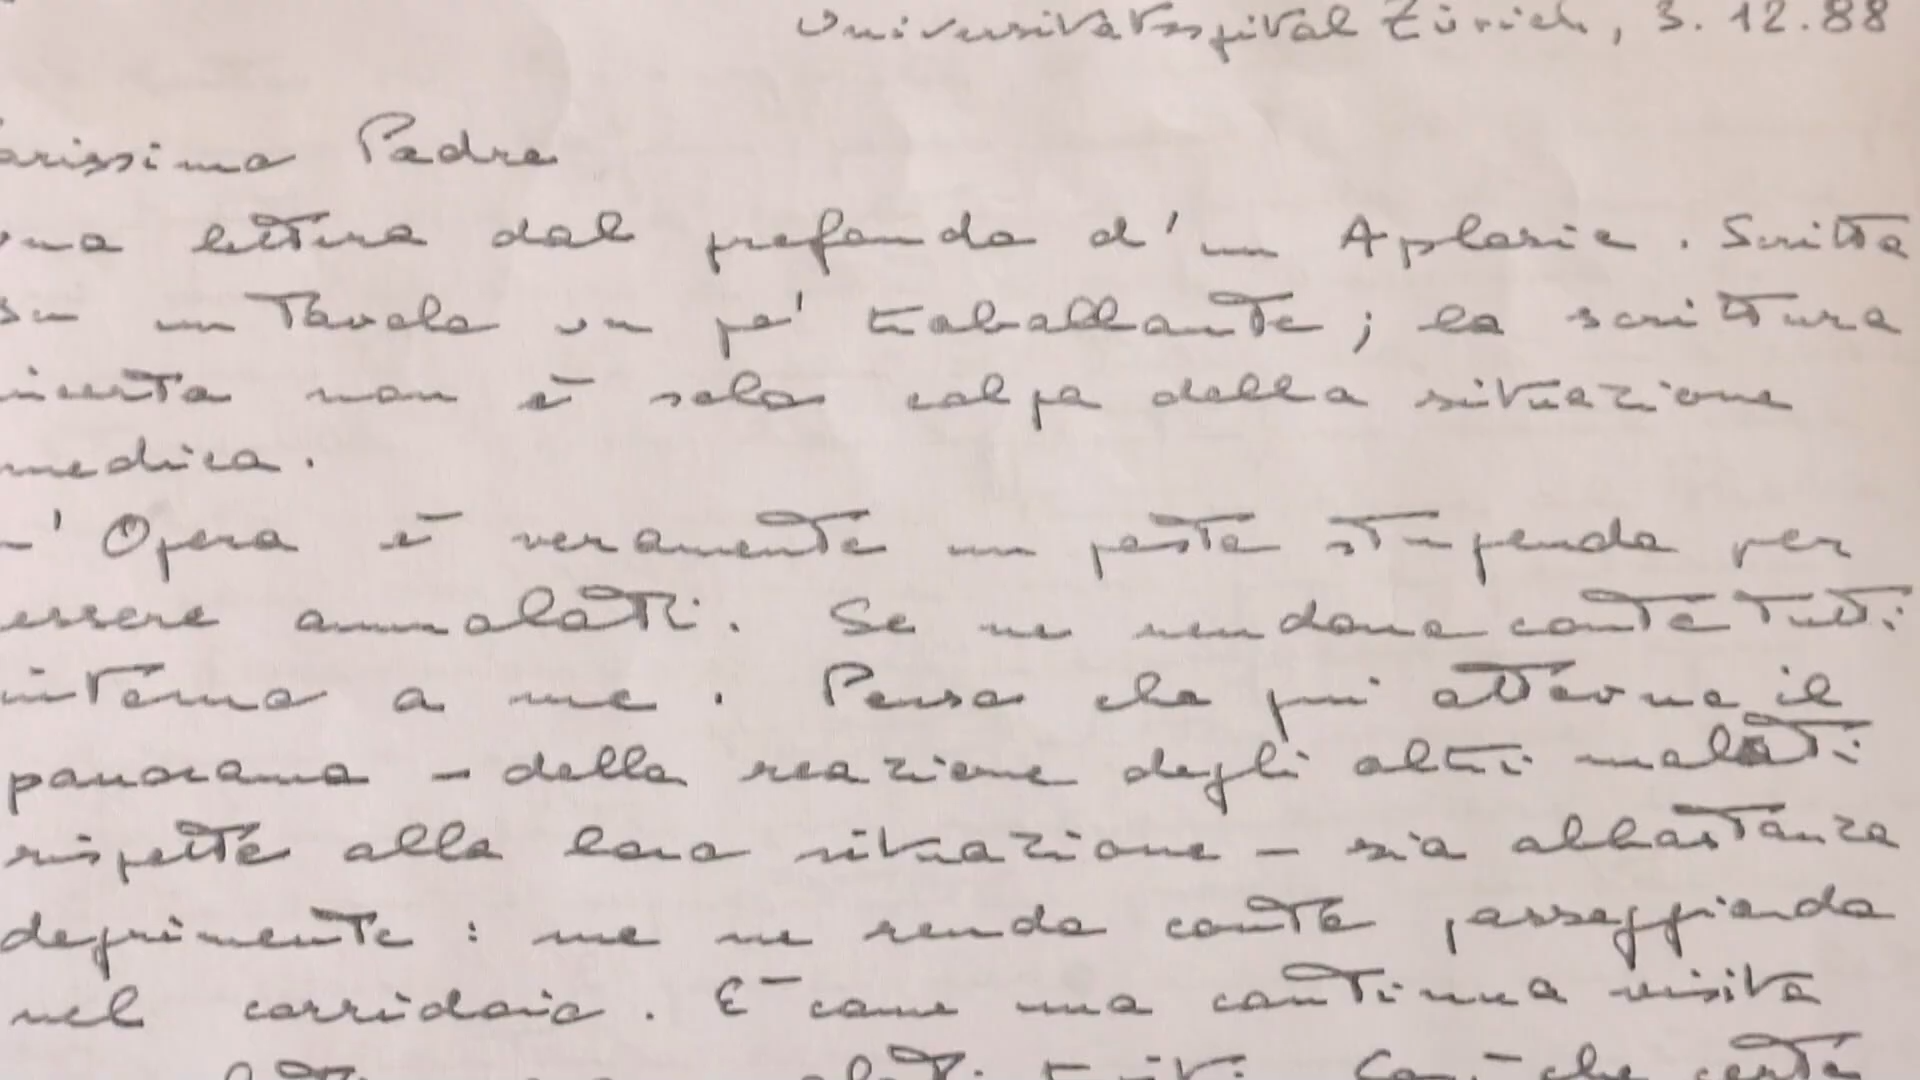 Universitätsspital Zürich, 3.12.88
arissimo Padre
una lettera dal profondo d'un Aplasia. Scritta
su un Tavolo un po' traballante; la scrittura
incerta non è solo colpa della situazione
medica.
L'Opera è veramente un posto stupendo per
essere ammalati. Se ne rendono conto tutti
intorno a me. Penso che qui attorno il
panorama - della reazione degli altri malati
rispetto alla loro situazione - sia abbastanza
deprimente: me ne rendo conto passeggiando
nel corridoio. È come una continua visita